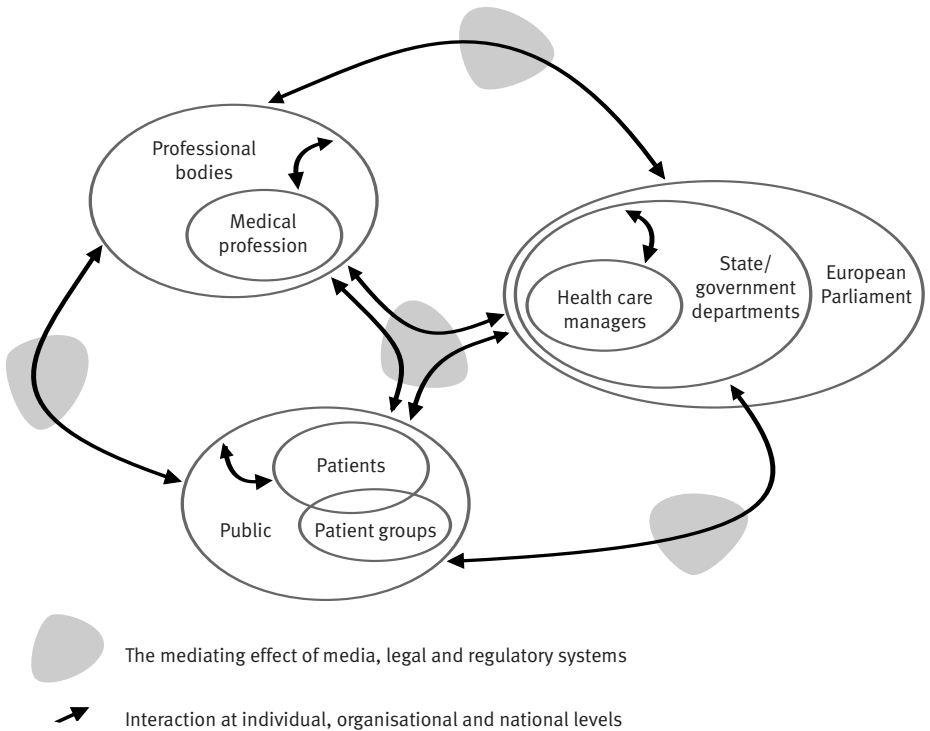 Professional
bodies
Medical
profession
Health care
managers
State/
government
departments
European
Parliament
Patients
Public
Patient groups
The mediating effect of media, legal and regulatory systems
Interaction at individual, organisational and national levels